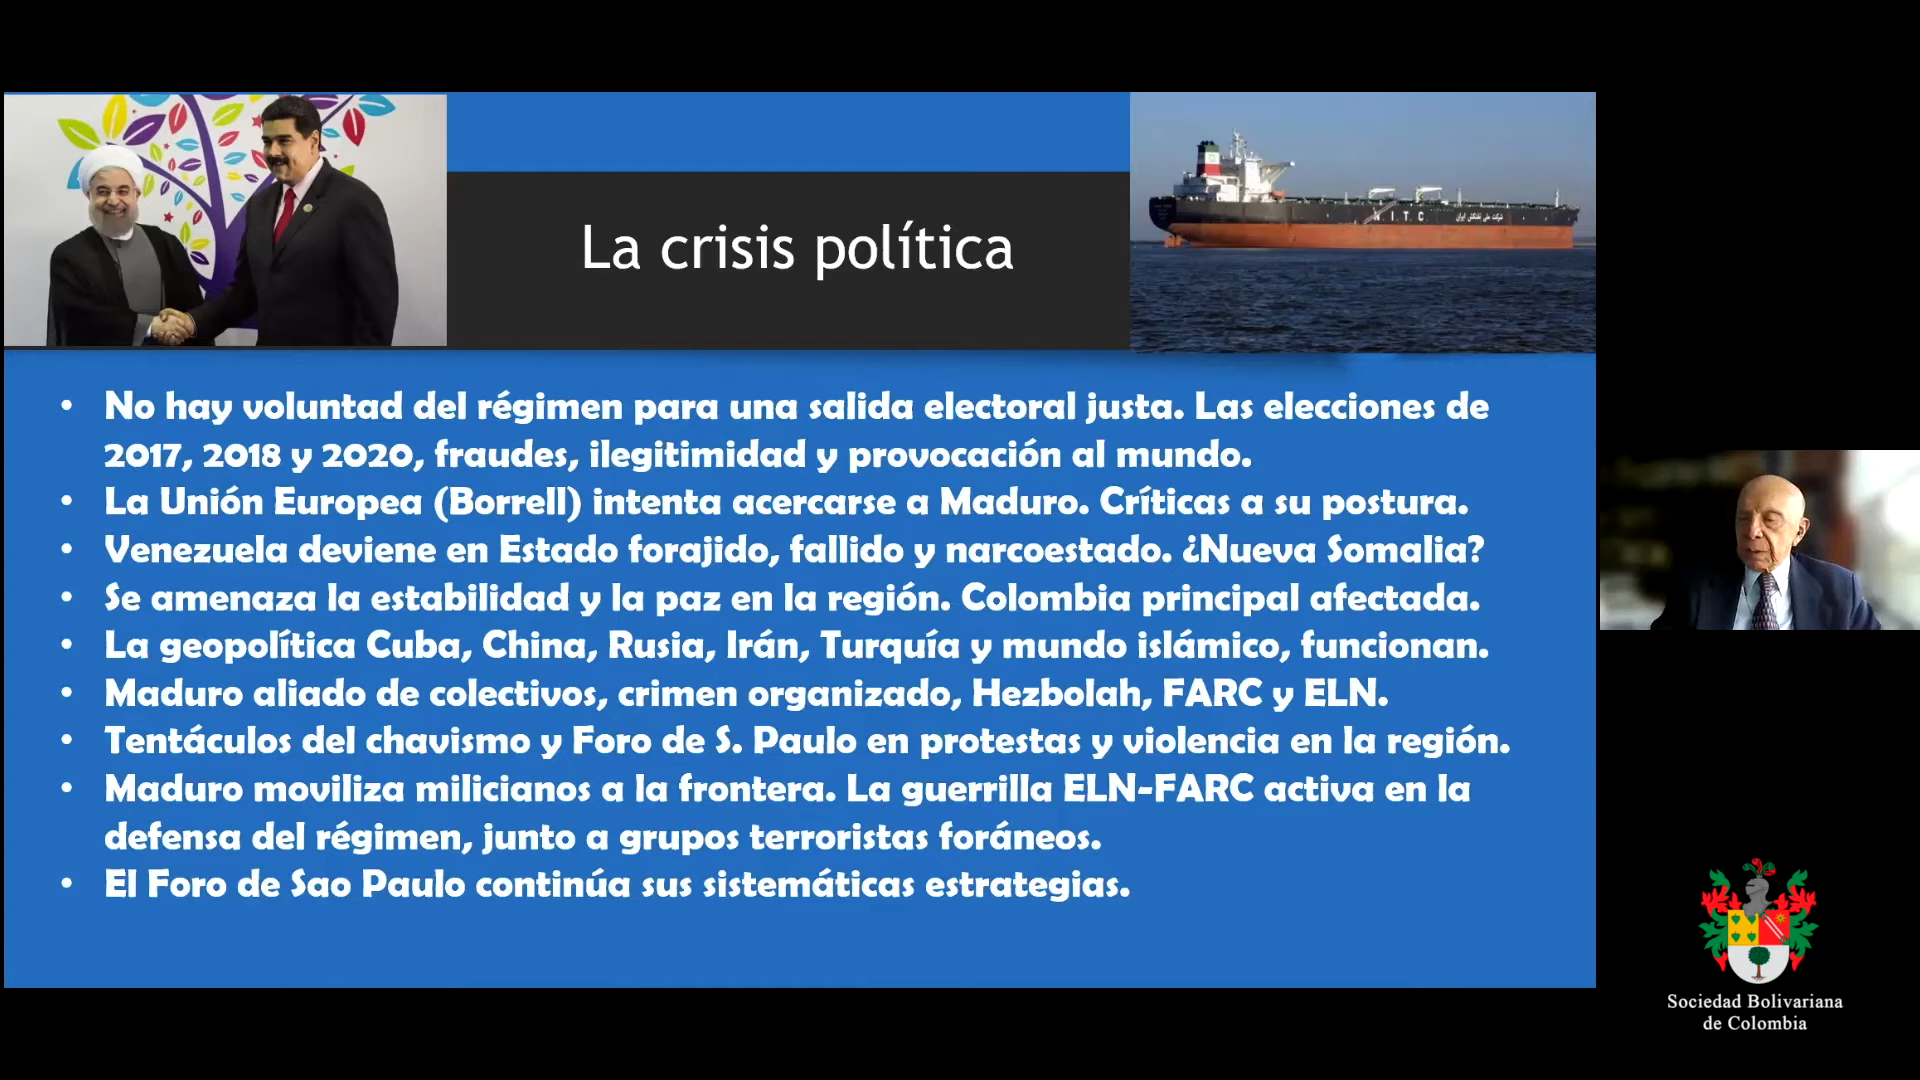 La crisis política
N.I.T.C
شرکت ملی نفتکش ایران
• No hay voluntad del régimen para una salida electoral justa. Las elecciones de
2017, 2018 y 2020, fraudes, ilegitimidad y provocación al mundo.
• La Unión Europea (Borrell) intenta acercarse a Maduro. Críticas a su postura.
• Venezuela deviene en Estado forajido, fallido y narcoestado. ¿Nueva Somalia?
• Se amenaza la estabilidad y la paz en la región. Colombia principal afectada.
• La geopolítica Cuba, China, Rusia, Irán, Turquía y mundo islámico, funcionan.
• Maduro aliado de colectivos, crimen organizado, Hezbolah, FARC y ELN.
• Tentáculos del chavismo y Foro de S. Paulo en protestas y violencia en la región.
• Maduro moviliza milicianos a la frontera. La guerrilla ELN-FARC activa en la
defensa del régimen, junto a grupos terroristas foráneos.
• El Foro de Sao Paulo continúa sus sistemáticas estrategias.
Sociedad Bolivariana
de Colombia